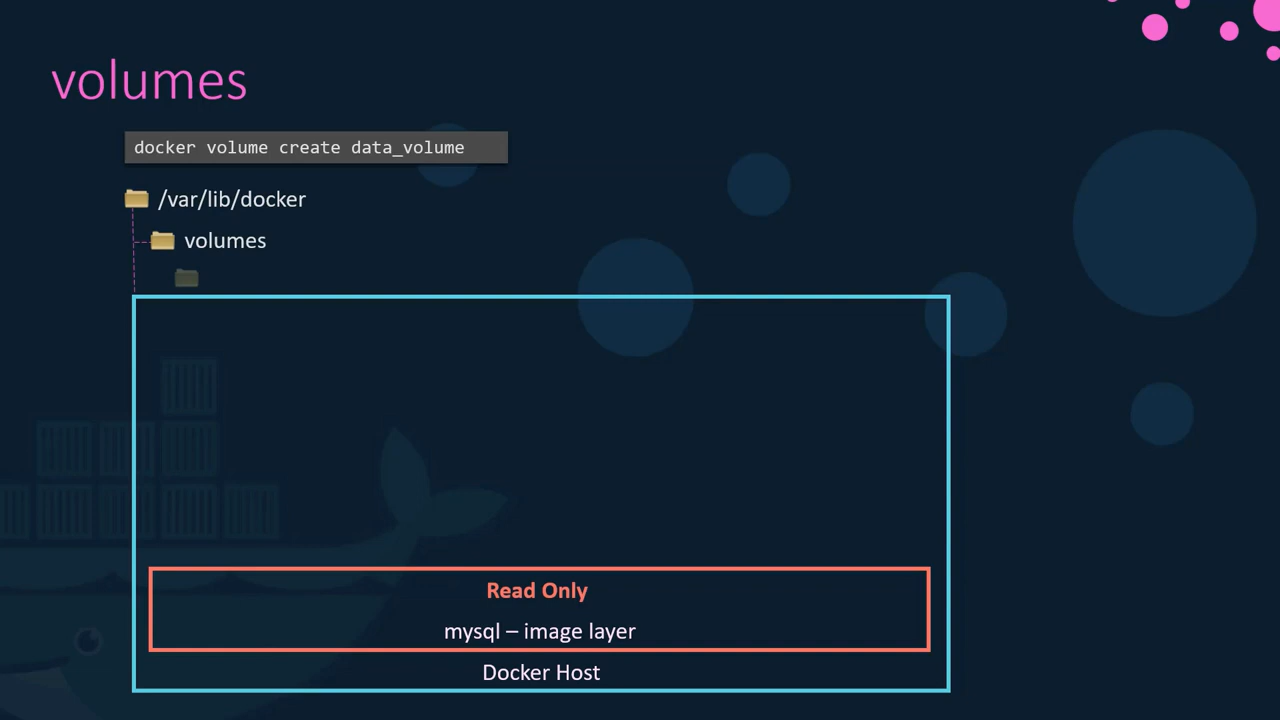 volumes
docker volume create data_volume
/var/lib/docker
volumes
Read Only
mysql – image layer
Docker Host